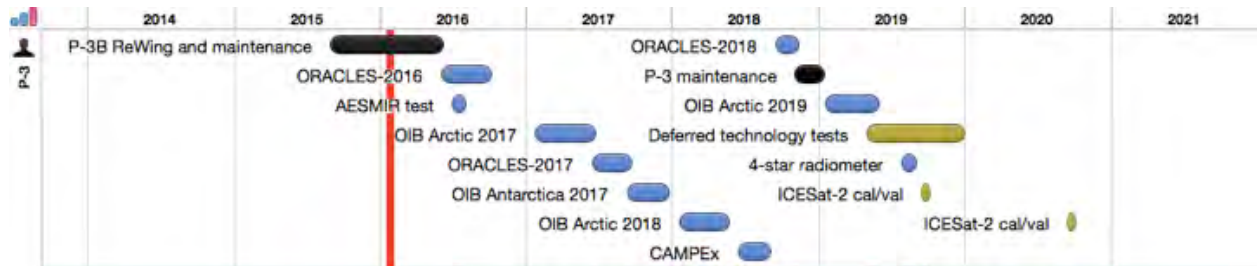 2014 2015 2016 2017 2018 2019 2020 2021
P-3
P-3B ReWing and maintenance ORACLES-2018
ORACLES-2016 P-3 maintenance
AESMIR test OIB Arctic 2019
OIB Arctic 2017 Deferred technology tests
ORACLES-2017 4-star radiometer
OIB Antarctica 2017 ICESat-2 cal/val
OIB Arctic 2018 ICESat-2 cal/val
CAMPEx